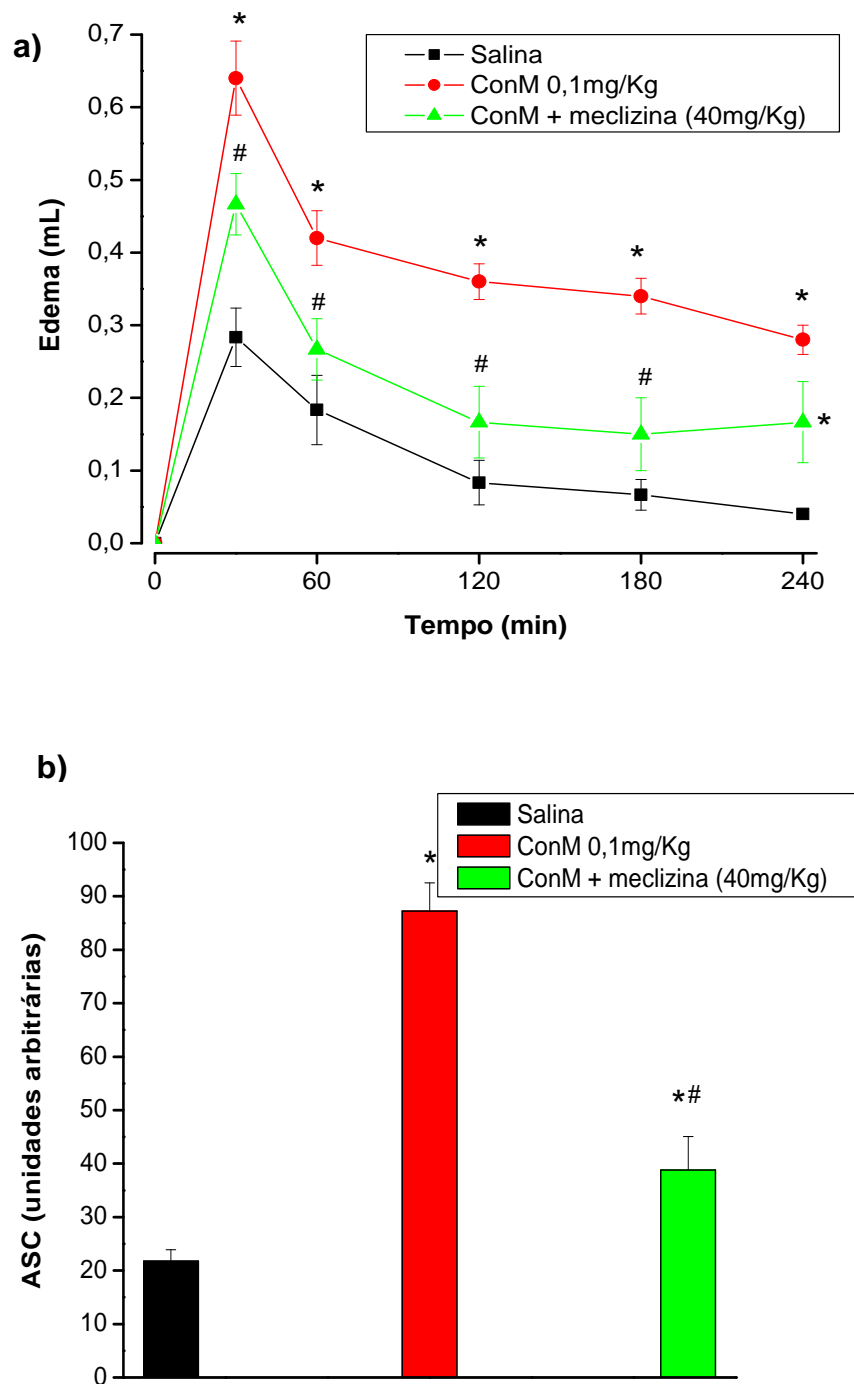 a)
Salina
ConM 0,1mg/Kg
ConM + meclizina (40mg/Kg)
Edema (mL)
0,7
0,6
0,5
0,4
0,3
0,2
0,1
0,0
*
#
*
#
*
#
*
#
*
*
0 60 120 180 240
Tempo (min)
b)
Salina
ConM 0,1mg/Kg
ConM + meclizina (40mg/Kg)
ASC (unidades arbitrárias)
100
90
80
70
60
50
40
30
20
10
0
*
*#